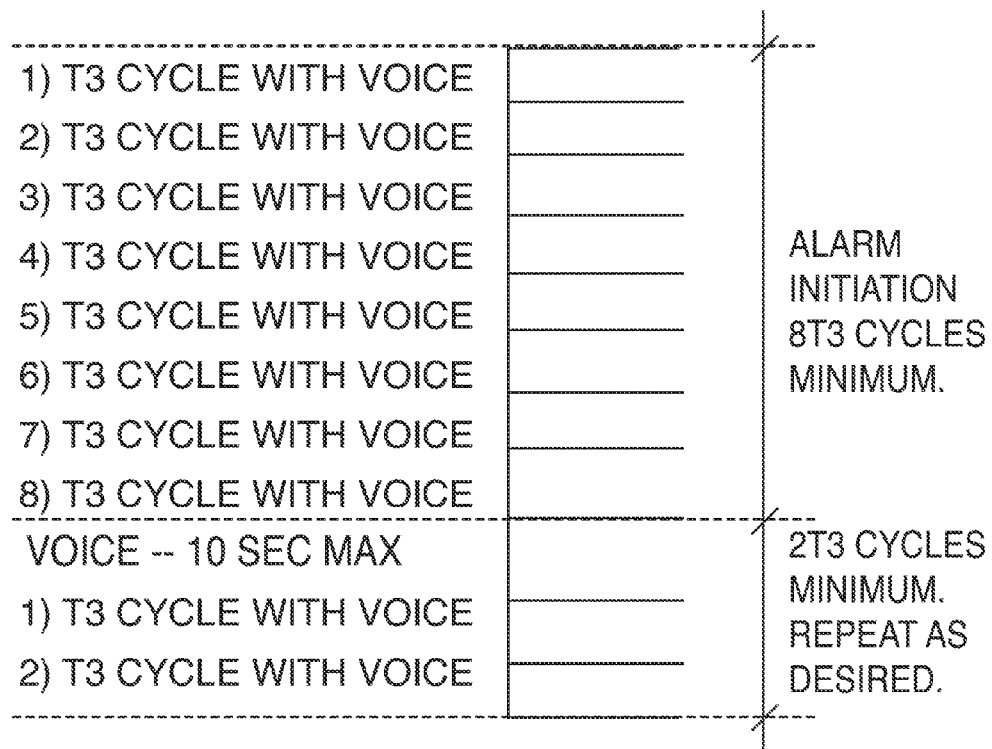 1) T3 CYCLE WITH VOICE
2) T3 CYCLE WITH VOICE
3) T3 CYCLE WITH VOICE
4) T3 CYCLE WITH VOICE
5) T3 CYCLE WITH VOICE
6) T3 CYCLE WITH VOICE
7) T3 CYCLE WITH VOICE
8) T3 CYCLE WITH VOICE
ALARM
INITIATION
8T3 CYCLES
MINIMUM.
VOICE -- 10 SEC MAX
1) T3 CYCLE WITH VOICE
2) T3 CYCLE WITH VOICE
2T3 CYCLES
MINIMUM.
REPEAT AS
DESIRED.